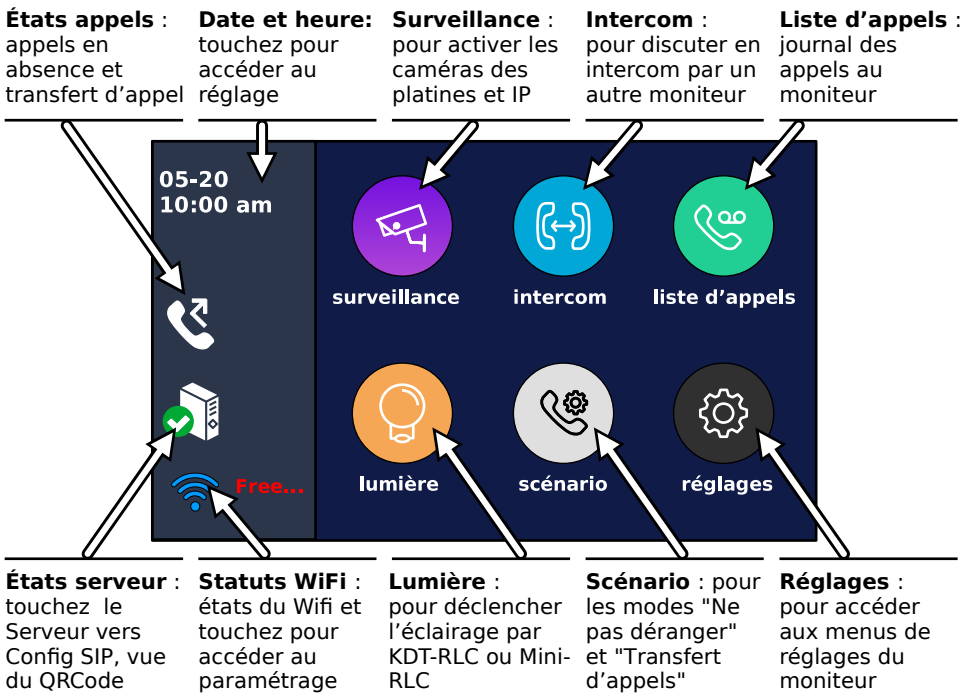 États appels :
appels en
absence et
transfert d'appel
Date et heure:
touchez pour
accéder au
réglage
Surveillance :
pour activer les
caméras des
platines et IP
Intercom :
pour discuter en
intercom par un
autre moniteur
Liste d’appels :
journal des
appels au
moniteur
05-20
10:00 am
Free...
surveillance
intercom
liste d’appels
lumière
scénario
réglages
États serveur :
touchez  le
Serveur vers
Config SIP, vue
du QRCode
Statuts WiFi :
états du Wifi et
touchez pour
accéder au
paramétrage
Lumière :
pour déclencher
l’éclairage par
KDT-RLC ou Mini-
RLC
Scénario : pour
les modes "Ne
pas déranger"
et "Transfert
d’appels"
Réglages :
pour accéder
aux menus de
réglages du
moniteur